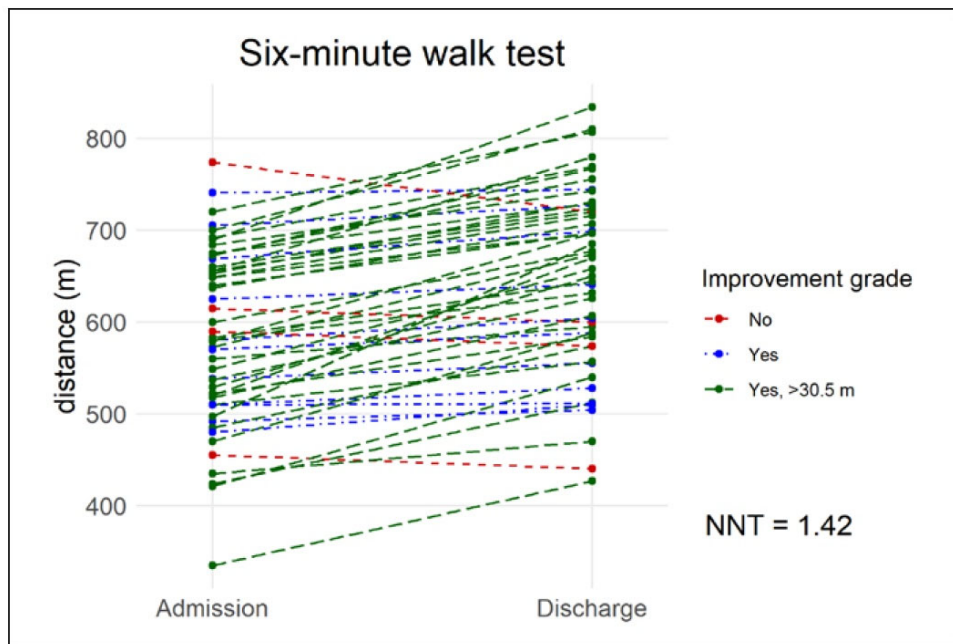 Six-minute walk test
distance (m)
800
700
600
500
400
Admission
Discharge
Improvement grade
No
Yes
Yes, >30.5 m
NNT = 1.42